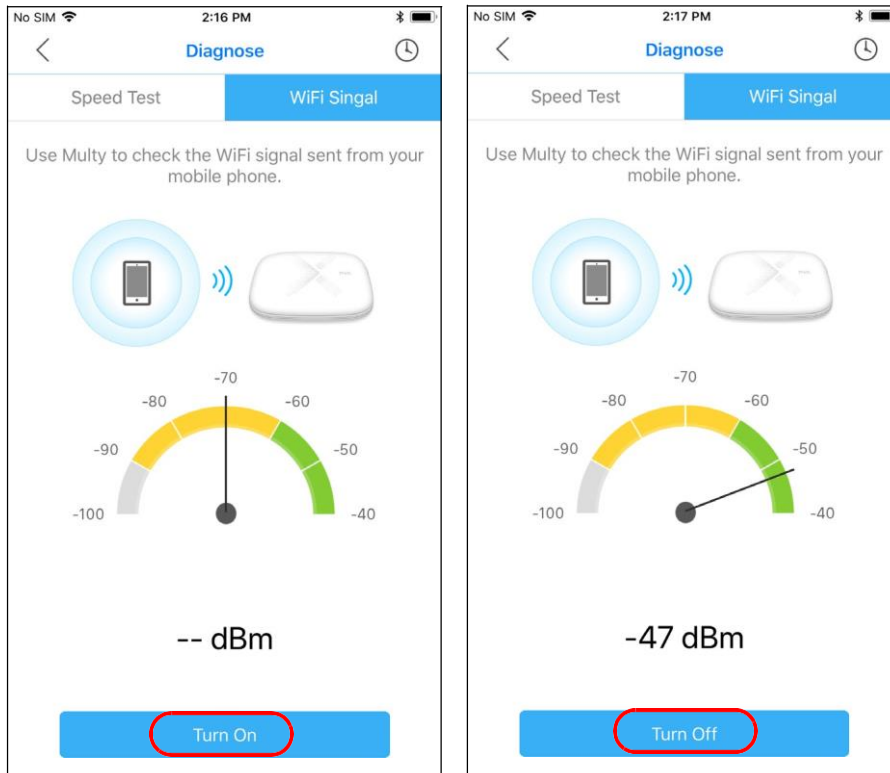 No SIM 2:16 PM
Diagnose
Speed Test WiFi Singal
Use Multy to check the WiFi signal sent from your
mobile phone.
-70
-80 -60
-90 -50
-100 -40
-- dBm
Turn On
No SIM 2:17 PM
Diagnose
Speed Test WiFi Singal
Use Multy to check the WiFi signal sent from your
mobile phone.
-70
-80 -60
-90 -50
-100 -40
-47 dBm
Turn Off